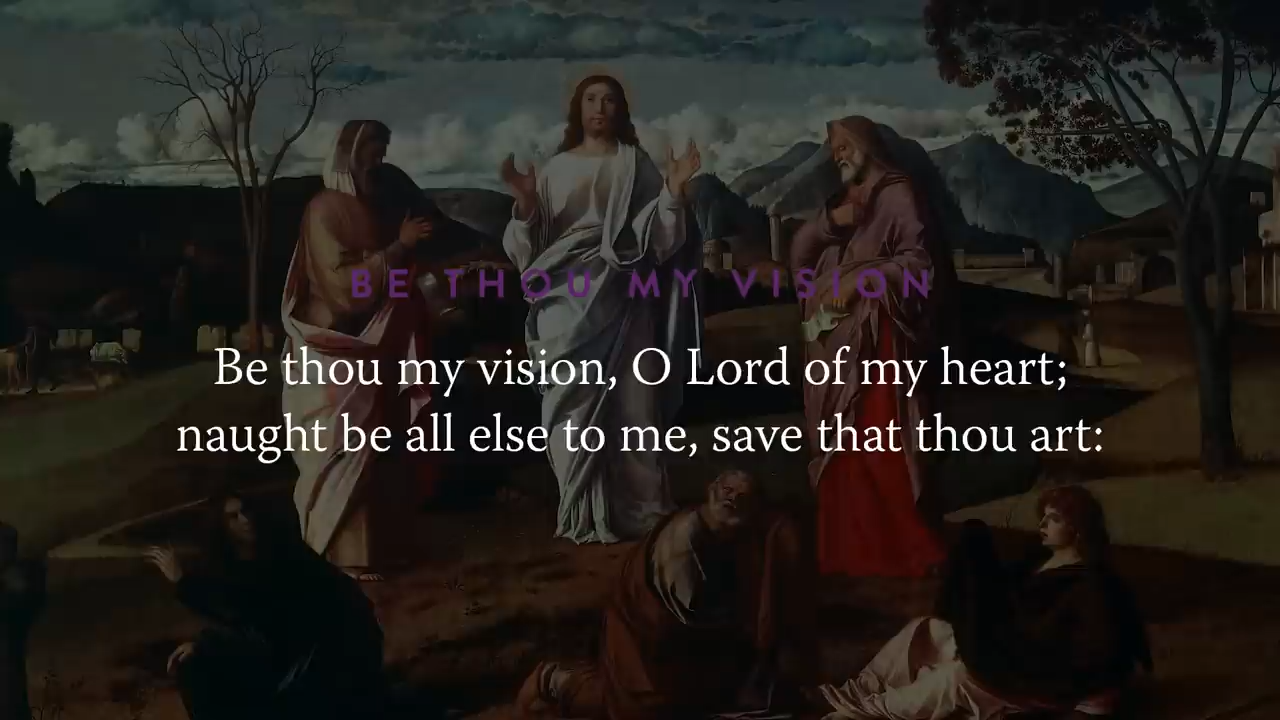 BE THOU MY VISION
Be thou my vision, O Lord of my heart;
naught be all else to me, save that thou art: